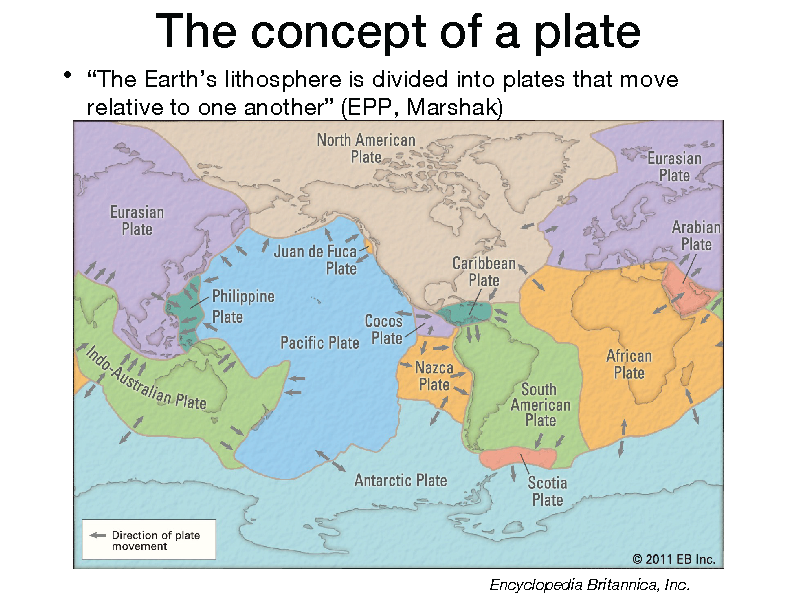 The concept of a plate
• “The Earth’s lithosphere is divided into plates that move
relative to one another” (EPP, Marshak)
North American
Plate
Eurasian
Plate
Eurasian
Plate
Arabian
Plate
Juan de Fuca
Plate
Caribbean
Plate
Philippine
Plate
Cocos
Plate
Pacific Plate
Indo-Australian Plate
Nazca
Plate
African
Plate
South
American
Plate
Antarctic Plate
Scotia
Plate
Direction of plate
movement
© 2011 EB Inc.
Encyclopedia Britannica, Inc.